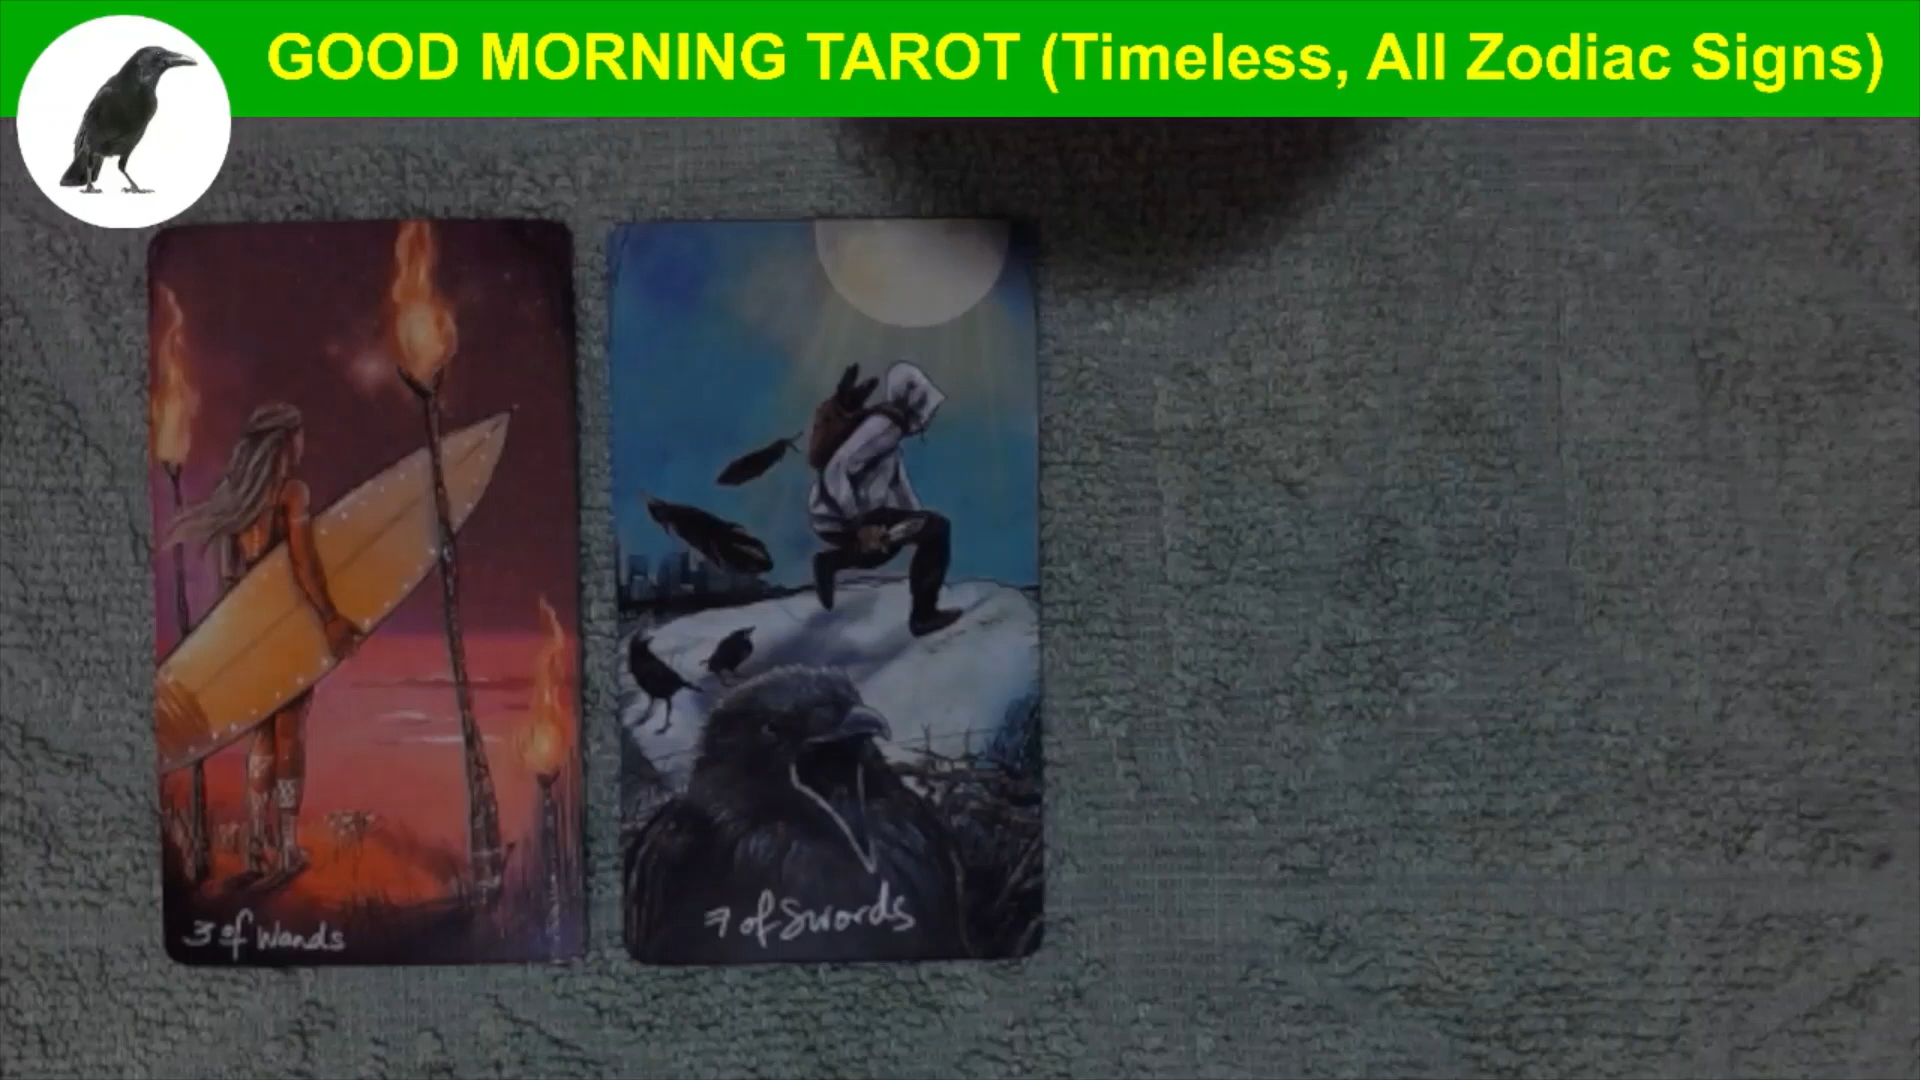 GOOD MORNING TAROT (Timeless, All Zodiac Signs)
3 of Wands
7 of Swords